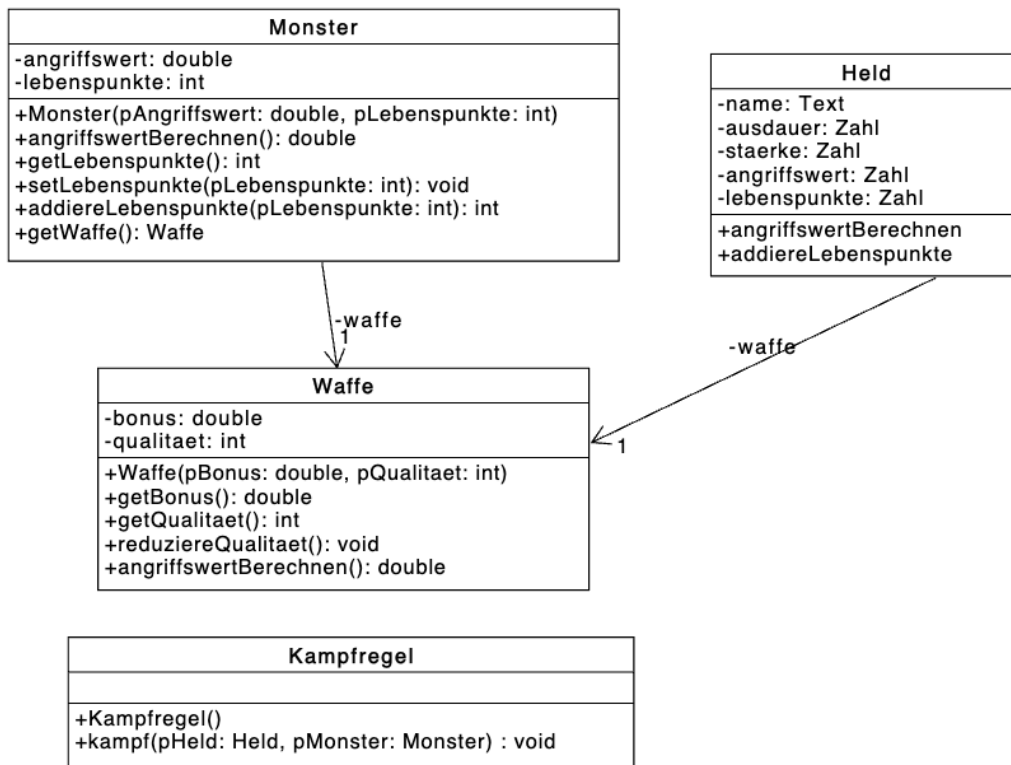 Monster
-angriffswert: double
-lebenspunkte: int
+Monster(pAngriffswert: double, pLebenspunkte: int)
+angriffswertBerechnen(): double
+getLebenspunkte(): int
+setLebenspunkte(pLebenspunkte: int): void
+addiereLebenspunkte(pLebenspunkte: int): int
+getWaffe(): Waffe
Held
-name: Text
-ausdauer: Zahl
-staerke: Zahl
-angriffswert: Zahl
-lebenspunkte: Zahl
+angriffswertBerechnen
+addiereLebenspunkte
-waffe
1
-waffe
1
Waffe
-bonus: double
-qualitaet: int
+Waffe(pBonus: double, pQualitaet: int)
+getBonus(): double
+getQualitaet(): int
+reduziereQualitaet(): void
+angriffswertBerechnen(): double
Kampfregel
+Kampfregel()
+kampf(pHeld: Held, pMonster: Monster) : void